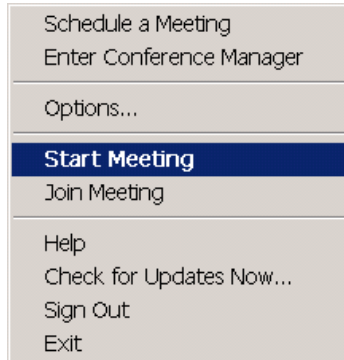 Schedule a Meeting
Enter Conference Manager
Options...
Start Meeting
Join Meeting
Help
Check for Updates Now...
Sign Out
Exit